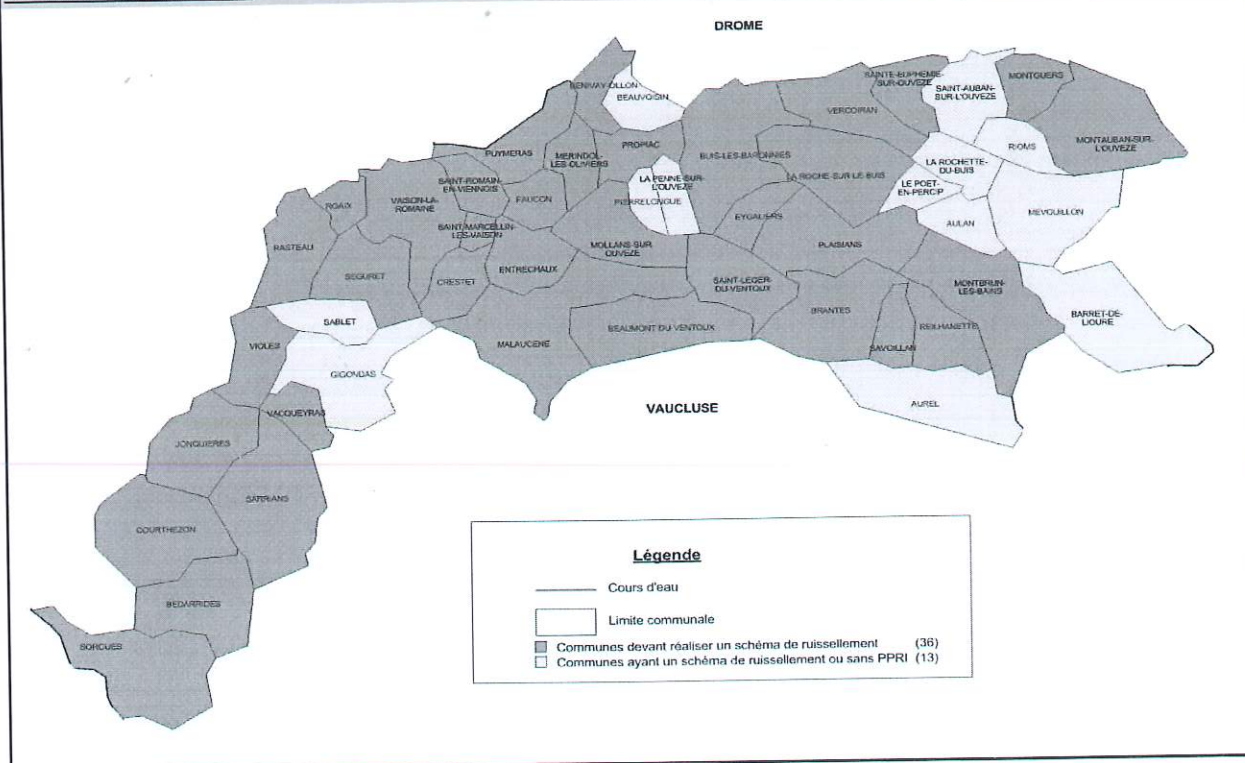 DROME
BENIVAY-OLLON
BEAUVOISIN
SAINTE-EUPHEMIE-
SUR-OUVEZE
SAINT-AUBAN-
SUR-L'OUVEZE
MONTGUERS
VERCOIRAN
MONTAUBAN-SUR-
L'OUVEZE
RIOMS
PUYMERAS
MERINDOL-
LES-OLIVIERS
PROPIAC
BUIS-LES-BARONNIES
LA ROCHETTE-
DU-BUIS
LA ROCHE-SUR-LE-BUIS
LE POET-
EN-PERCIP
SAINT-ROMAIN-
EN-VIENNOIS
LA PENNE-SUR-
L'OUVEZE
PIERRELONGUE
FAUCON
VAISON-LA-
ROMAINE
ROAIX
MEVOUILLON
AULAN
EYGALIERS
SAINT-MARCELLIN-
LES-VAISON
RASTEAU
MOLLANS-SUR
OUVEZE
PLAISIANS
SEGURET
CRESTET
ENTRECHAUX
SAINT-LEGER-
DU-VENTOUX
MONTBRUN-
LES-BAINS
BRANTES
BARRET-DE-
LIOURE
SABLET
BEAUMONT-DU-VENTOUX
REILHANETTE
MALAUCENE
VIOLES
SAVOILLAN
GIGONDAS
AUREL
VAUCLUSE
VACQUEYRAS
JONQUIERES
SARRIANS
COURTHEZON
BEDARRIDES
SORGUES
Légende
Cours d'eau
Limite communale
Communes devant réaliser un schéma de ruissellement (36)
Communes ayant un schéma de ruissellement ou sans PPRI (13)